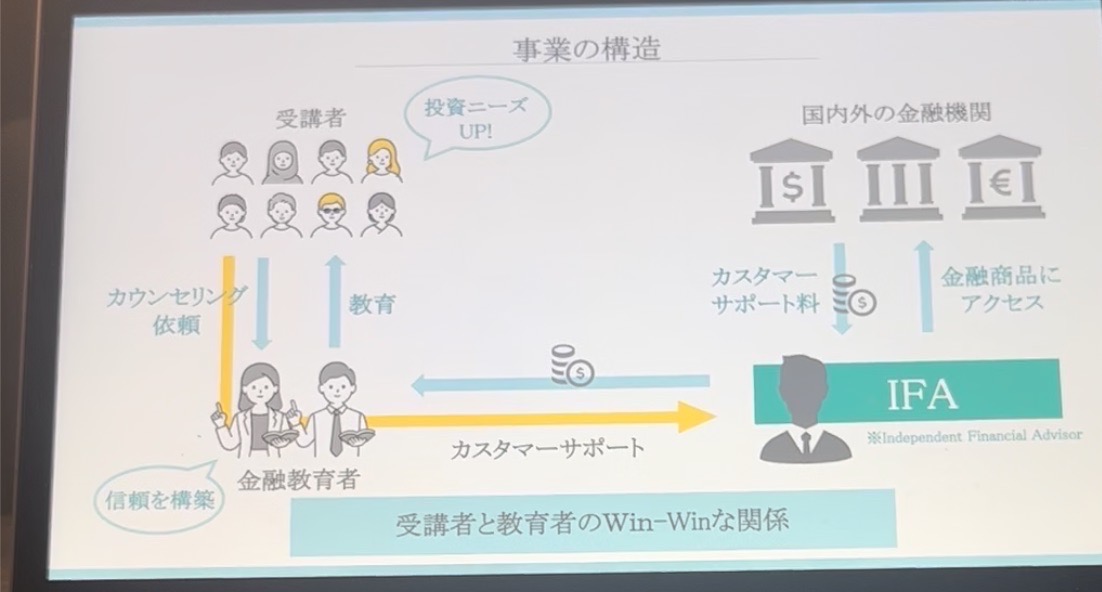 事業の構造
投資ニーズ
UP!
受講者
国内外の金融機関
$
€
カウンセリング
依頼
教育
カスタマー
サポート料
$
金融商品に
アクセス
$
IFA
※Independent Financial Advisor
カスタマーサポート
金融教育者
信頼を構築
受講者と教育者のWin-Winな関係